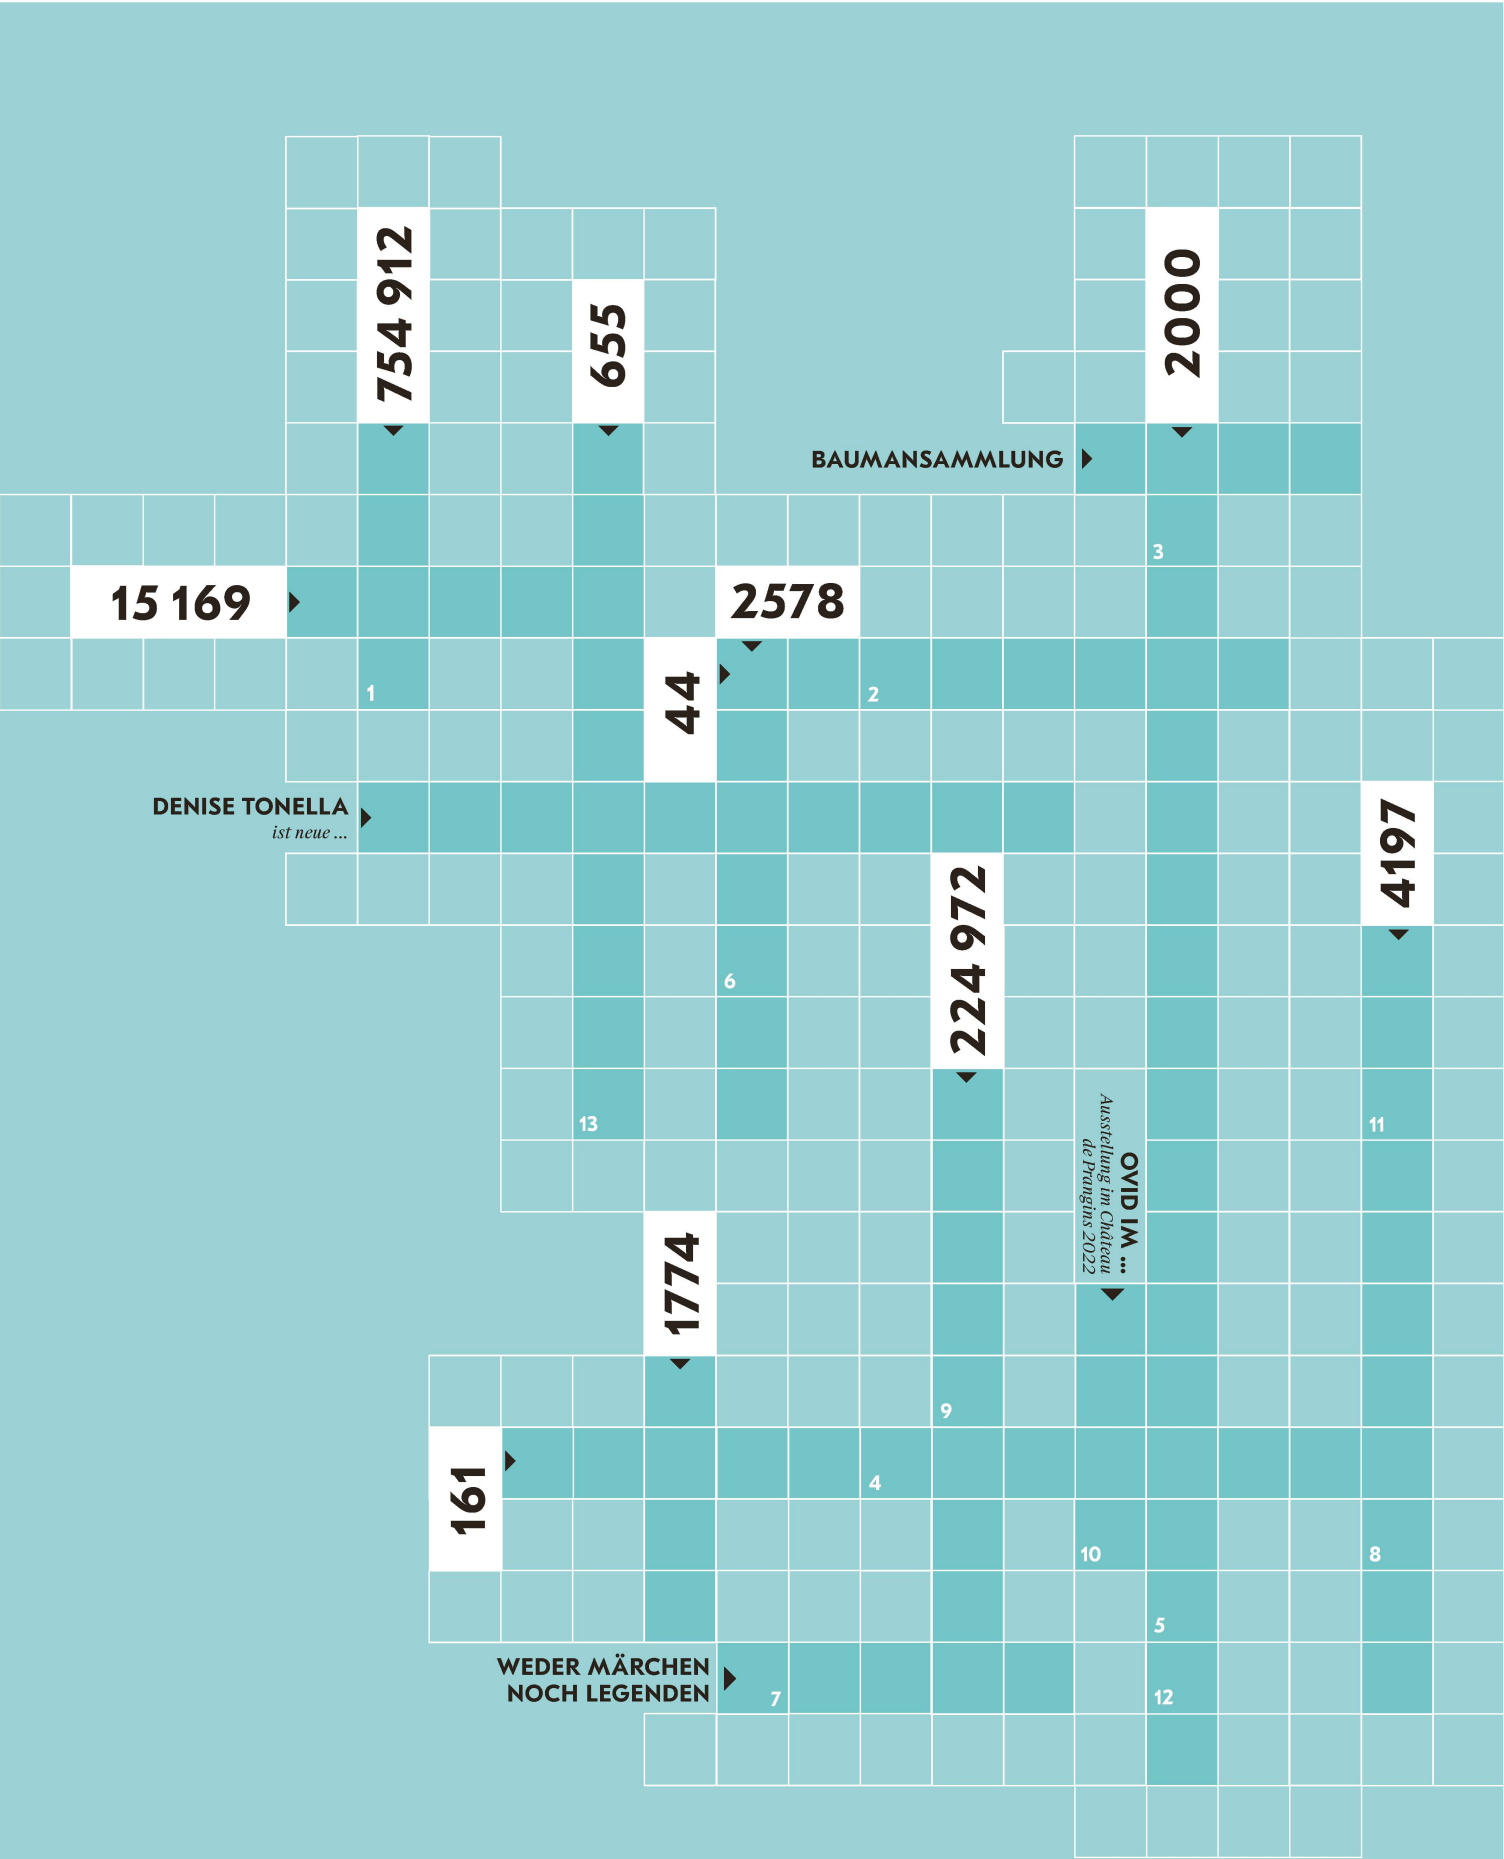 754 912
655
2000
BAUMANSAMMLUNG
3
15 169
2578
44
1
2
DENISE TONELLA
ist neue ...
4197
224 972
6
13
11
OVID IM ...
Ausstellung im Château
de Prangins 2022
1774
9
161
4
10
8
5
WEDER MÄRCHEN
NOCH LEGENDEN
7
12